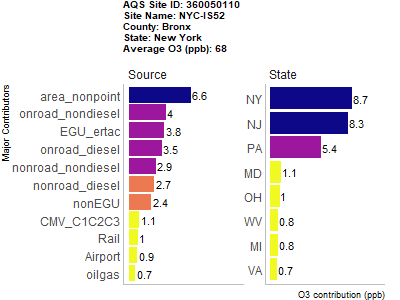 AQS Site ID: 360050110
Site Name: NYC-IS52
County: Bronx
State: New York
Average O3 (ppb): 68
Source
State
Major Contributors
area_nonpoint 6.6
onroad_nondiesel 4
EGU_ertac 3.8
onroad_diesel 3.5
nonroad_nondiesel 2.9
nonroad_diesel 2.7
nonEGU 2.4
CMV_C1C2C3 1.1
Rail 1
Airport 0.9
oilgas 0.7
NY 8.7
NJ 8.3
PA 5.4
MD 1.1
OH 1
WV 0.8
MI 0.8
VA 0.7
O3 contribution (ppb)